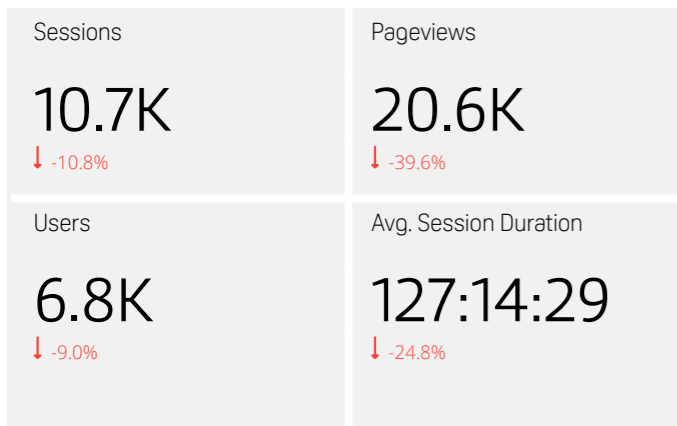 Sessions
10.7K
-10.8%
Pageviews
20.6K
-39.6%
Users
6.8K
-9.0%
Avg. Session Duration
127:14:29
-24.8%